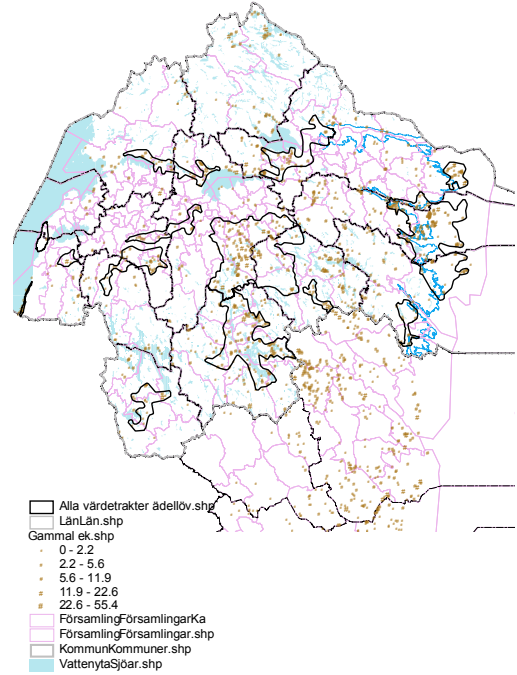 Alla värdetrakter ädellöv.shp
LänLän.shp
Gammal ek.shp
0 - 2.2
2.2 - 5.6
5.6 - 11.9
11.9 - 22.6
22.6 - 55.4
FörsamlingFörsamlingarKa
FörsamlingFörsamlingar.shp
KommunKommuner.shp
VattenytaSjöar.shp